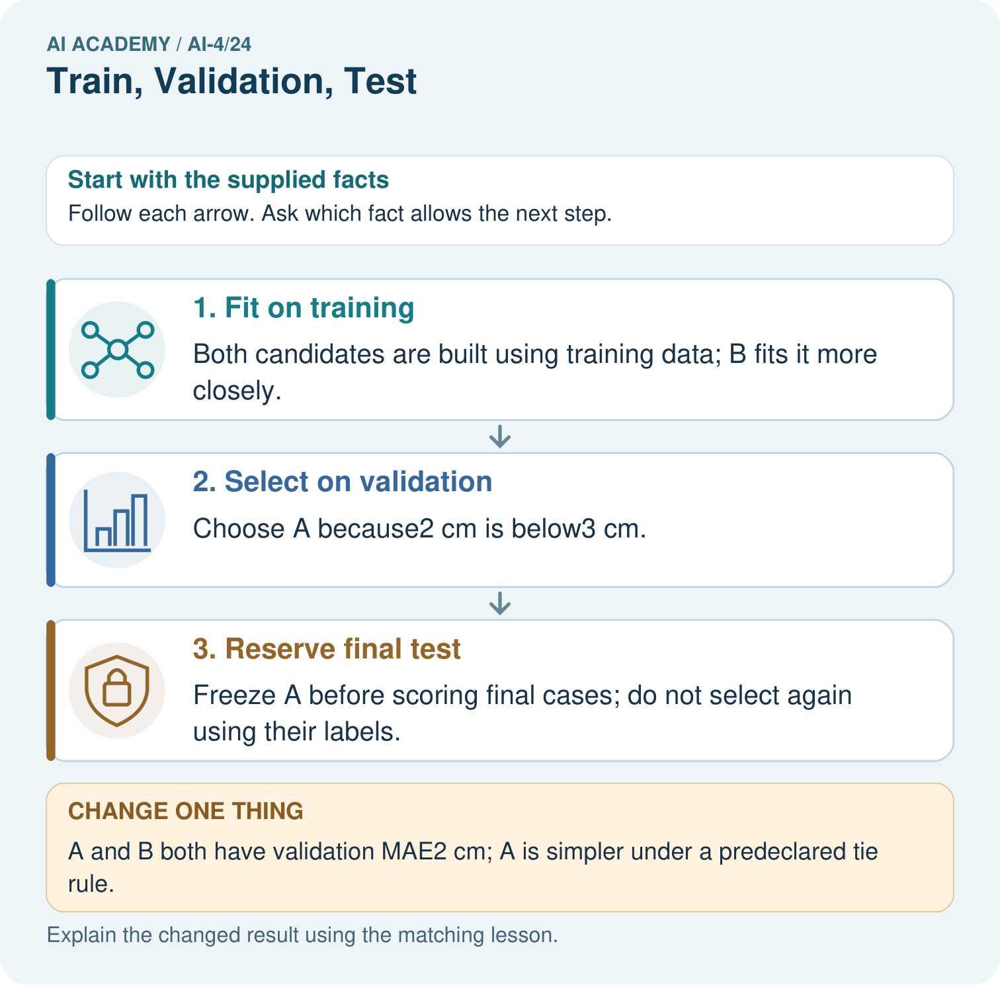 AI ACADEMY / AI-4/24
Train, Validation, Test
Start with the supplied facts
Follow each arrow. Ask which fact allows the next step.
1. Fit on training
Both candidates are built using training data; B fits it more
closely.
2. Select on validation
Choose A because2 cm is below3 cm.
3. Reserve final test
Freeze A before scoring final cases; do not select again
using their labels.
CHANGE ONE THING
A and B both have validation MAE2 cm; A is simpler under a predeclared tie
rule.
Explain the changed result using the matching lesson.